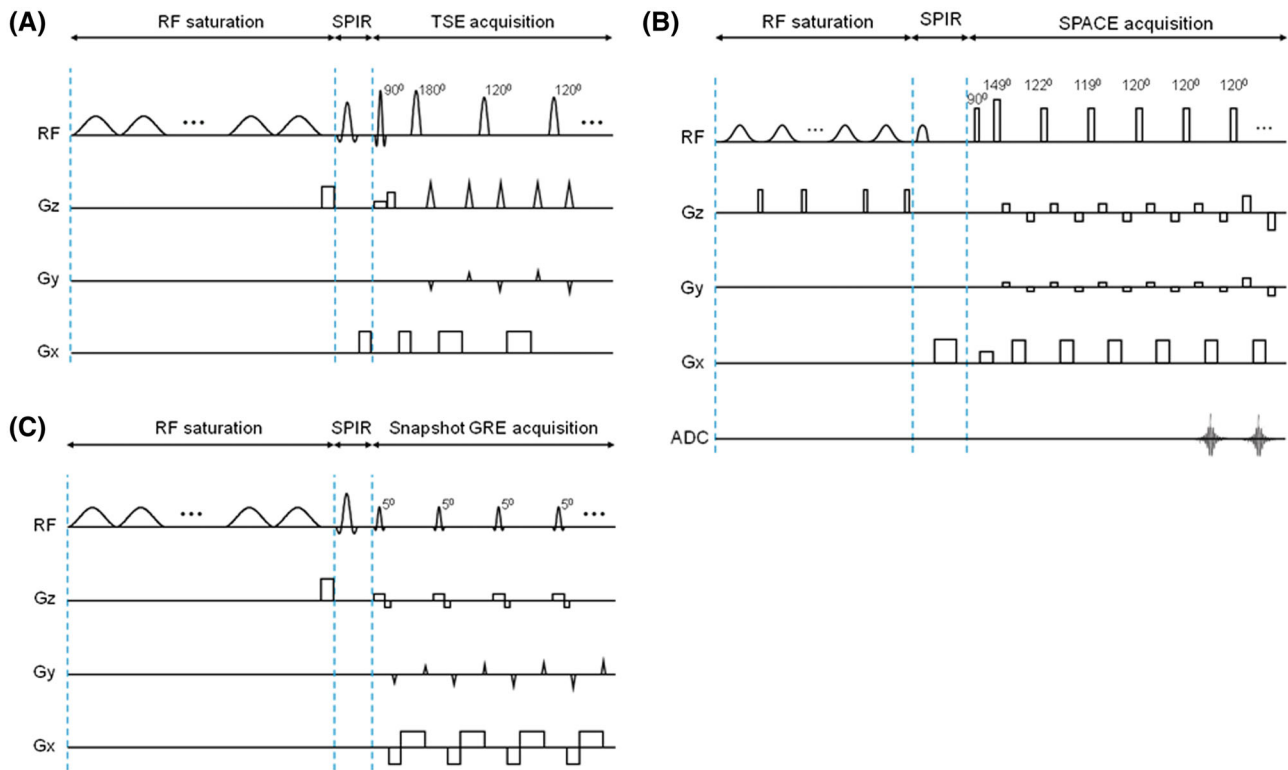 (A)
RF saturation SPIR TSE acquisition
90⁰ 180⁰ 120⁰ 120⁰
RF
Gz
Gy
Gx
(B)
RF saturation SPIR SPACE acquisition
90⁰ 149⁰ 122⁰ 119⁰ 120⁰ 120⁰ 120⁰
RF
Gz
Gy
Gx
ADC
(C)
RF saturation SPIR Snapshot GRE acquisition
5⁰ 5⁰ 5⁰ 5⁰
RF
Gz
Gy
Gx